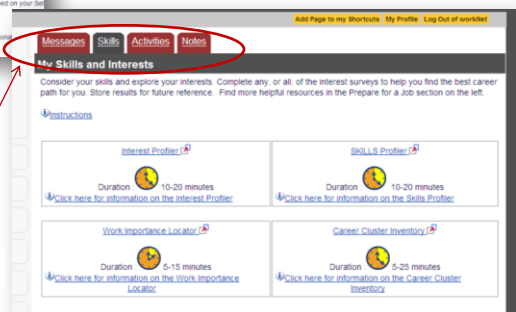 ed on your Sel
Add Page to my Shortcuts My Profile Log Out of workNet
Messages Skills Activities Notes
My Skills and Interests
Consider your skills and explore your interests. Complete any, or all, of the interest surveys to help you find the best career
path for you. Store results for future reference. Find more helpful resources in the Prepare for a Job section on the left.
Instructions
Interest Profiler SKILLS Profiler
Duration : 10-20 minutes Duration : 10-20 minutes
Click here for information on the Interest Profiler Click here for information on the Skills Profiler
Work Importance Locator Career Cluster Inventory
Duration : 5-15 minutes Duration : 5-25 minutes
Click here for information on the Work Importance Click here for information on the Career Cluster
Locator Inventory